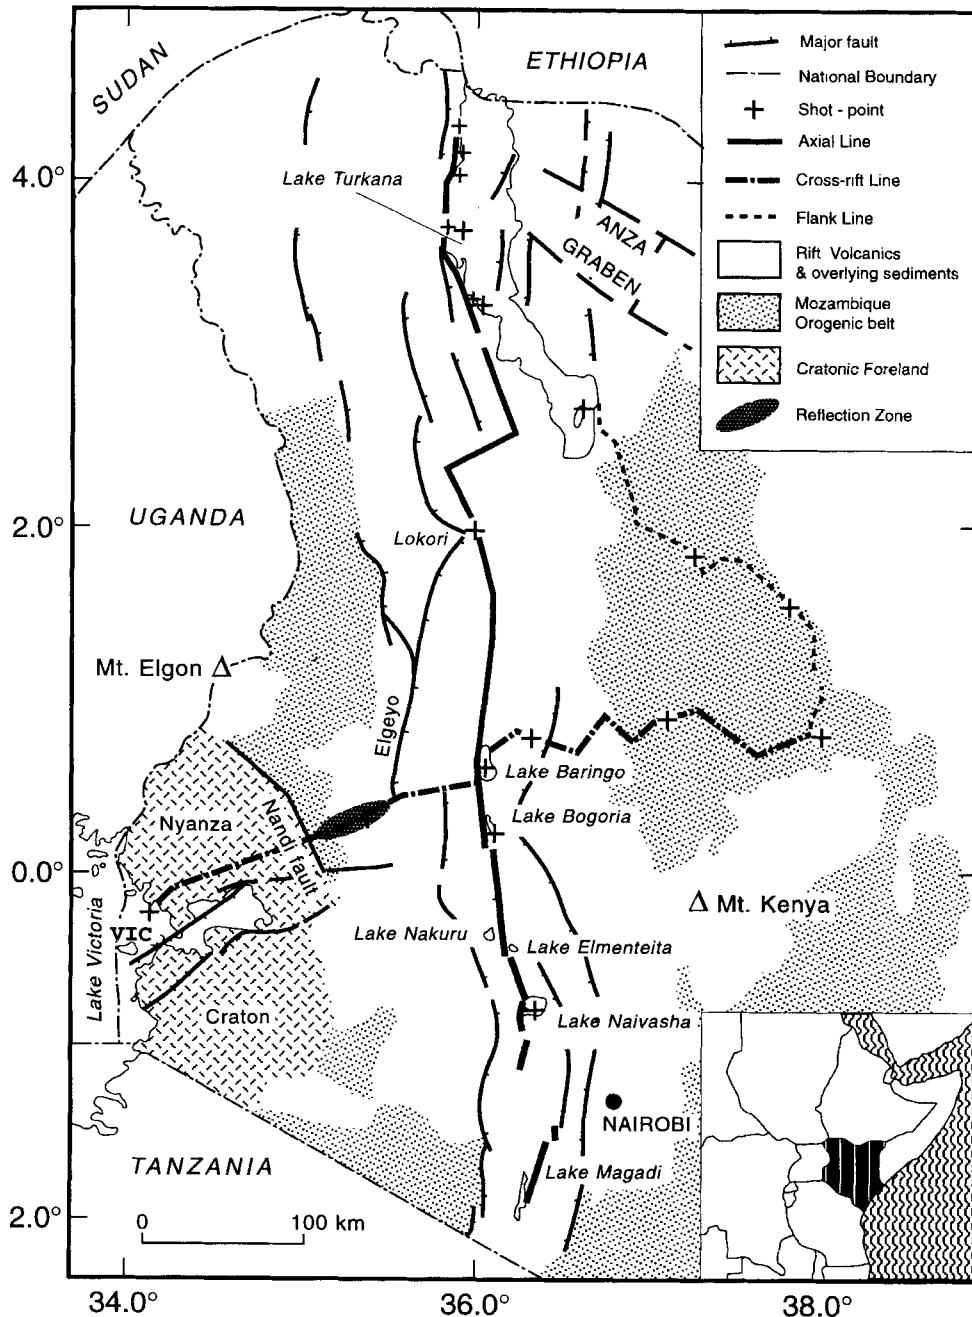 SUDAN
ETHIOPIA
Major fault
National Boundary
Shot - point
Axial Line
Cross-rift Line
Flank Line
Rift Volcanics
& overlying sediments
Mozambique
Orogenic belt
Cratonic Foreland
Reflection Zone
4.0°
Lake Turkana
ANZA
GRABEN
2.0°
UGANDA
Lokori
Mt. Elgon Δ
Elgeyo
Lake Baringo
Lake Bogoria
Nyanza
Nandi fault
0.0°
Δ Mt. Kenya
VIC
Lake Victoria
Lake Nakuru
Lake Elmenteita
Craton
Lake Naivasha
NAIROBI
TANZANIA
Lake Magadi
2.0°
0
100 km
34.0°
36.0°
38.0°